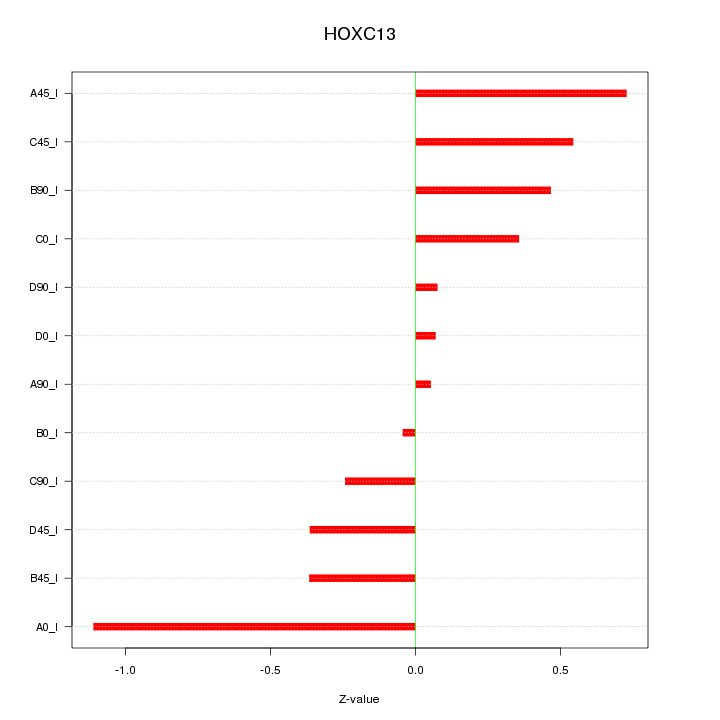 HOXC13
A45_I
C45_I
B90_I
C0_I
D90_I
D0_I
A90_I
B0_I
C90_I
D45_I
B45_I
A0_I
-1.0 -0.5 0.0 0.5
Z-value